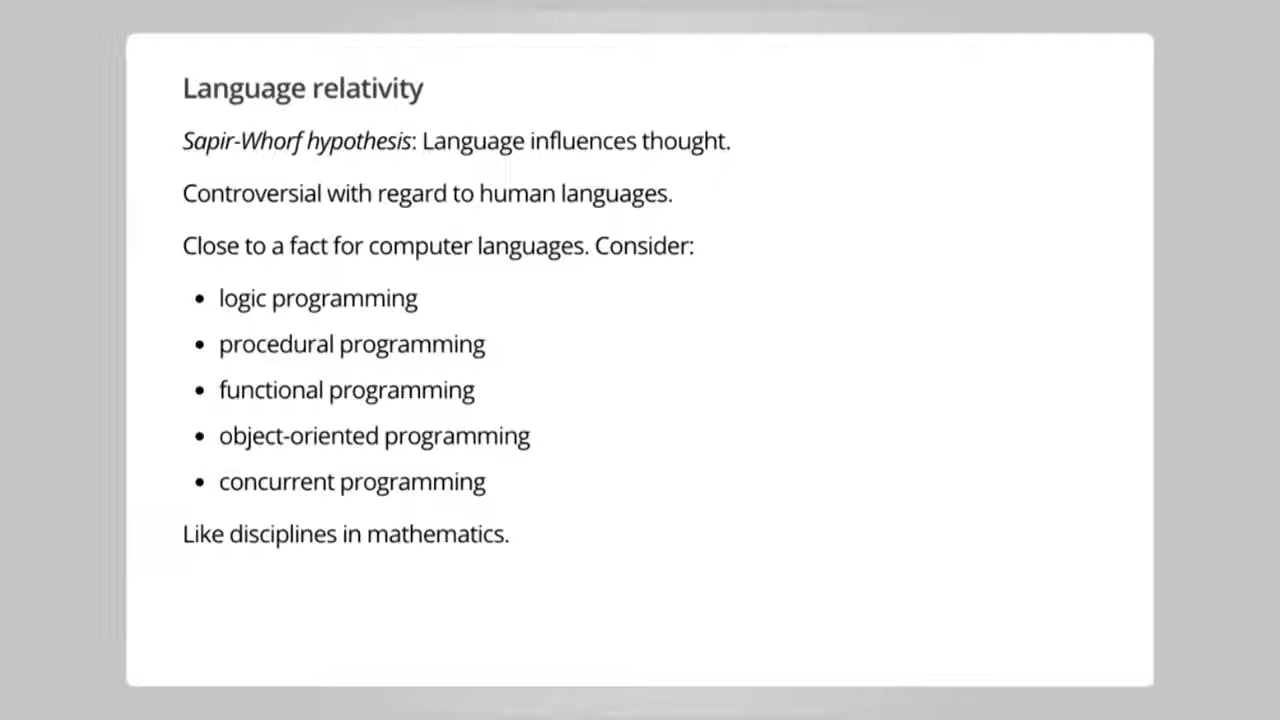 Language relativity
Sapir-Whorf hypothesis: Language influences thought.
Controversial with regard to human languages.
Close to a fact for computer languages. Consider:
• logic programming
• procedural programming
• functional programming
• object-oriented programming
• concurrent programming
Like disciplines in mathematics.